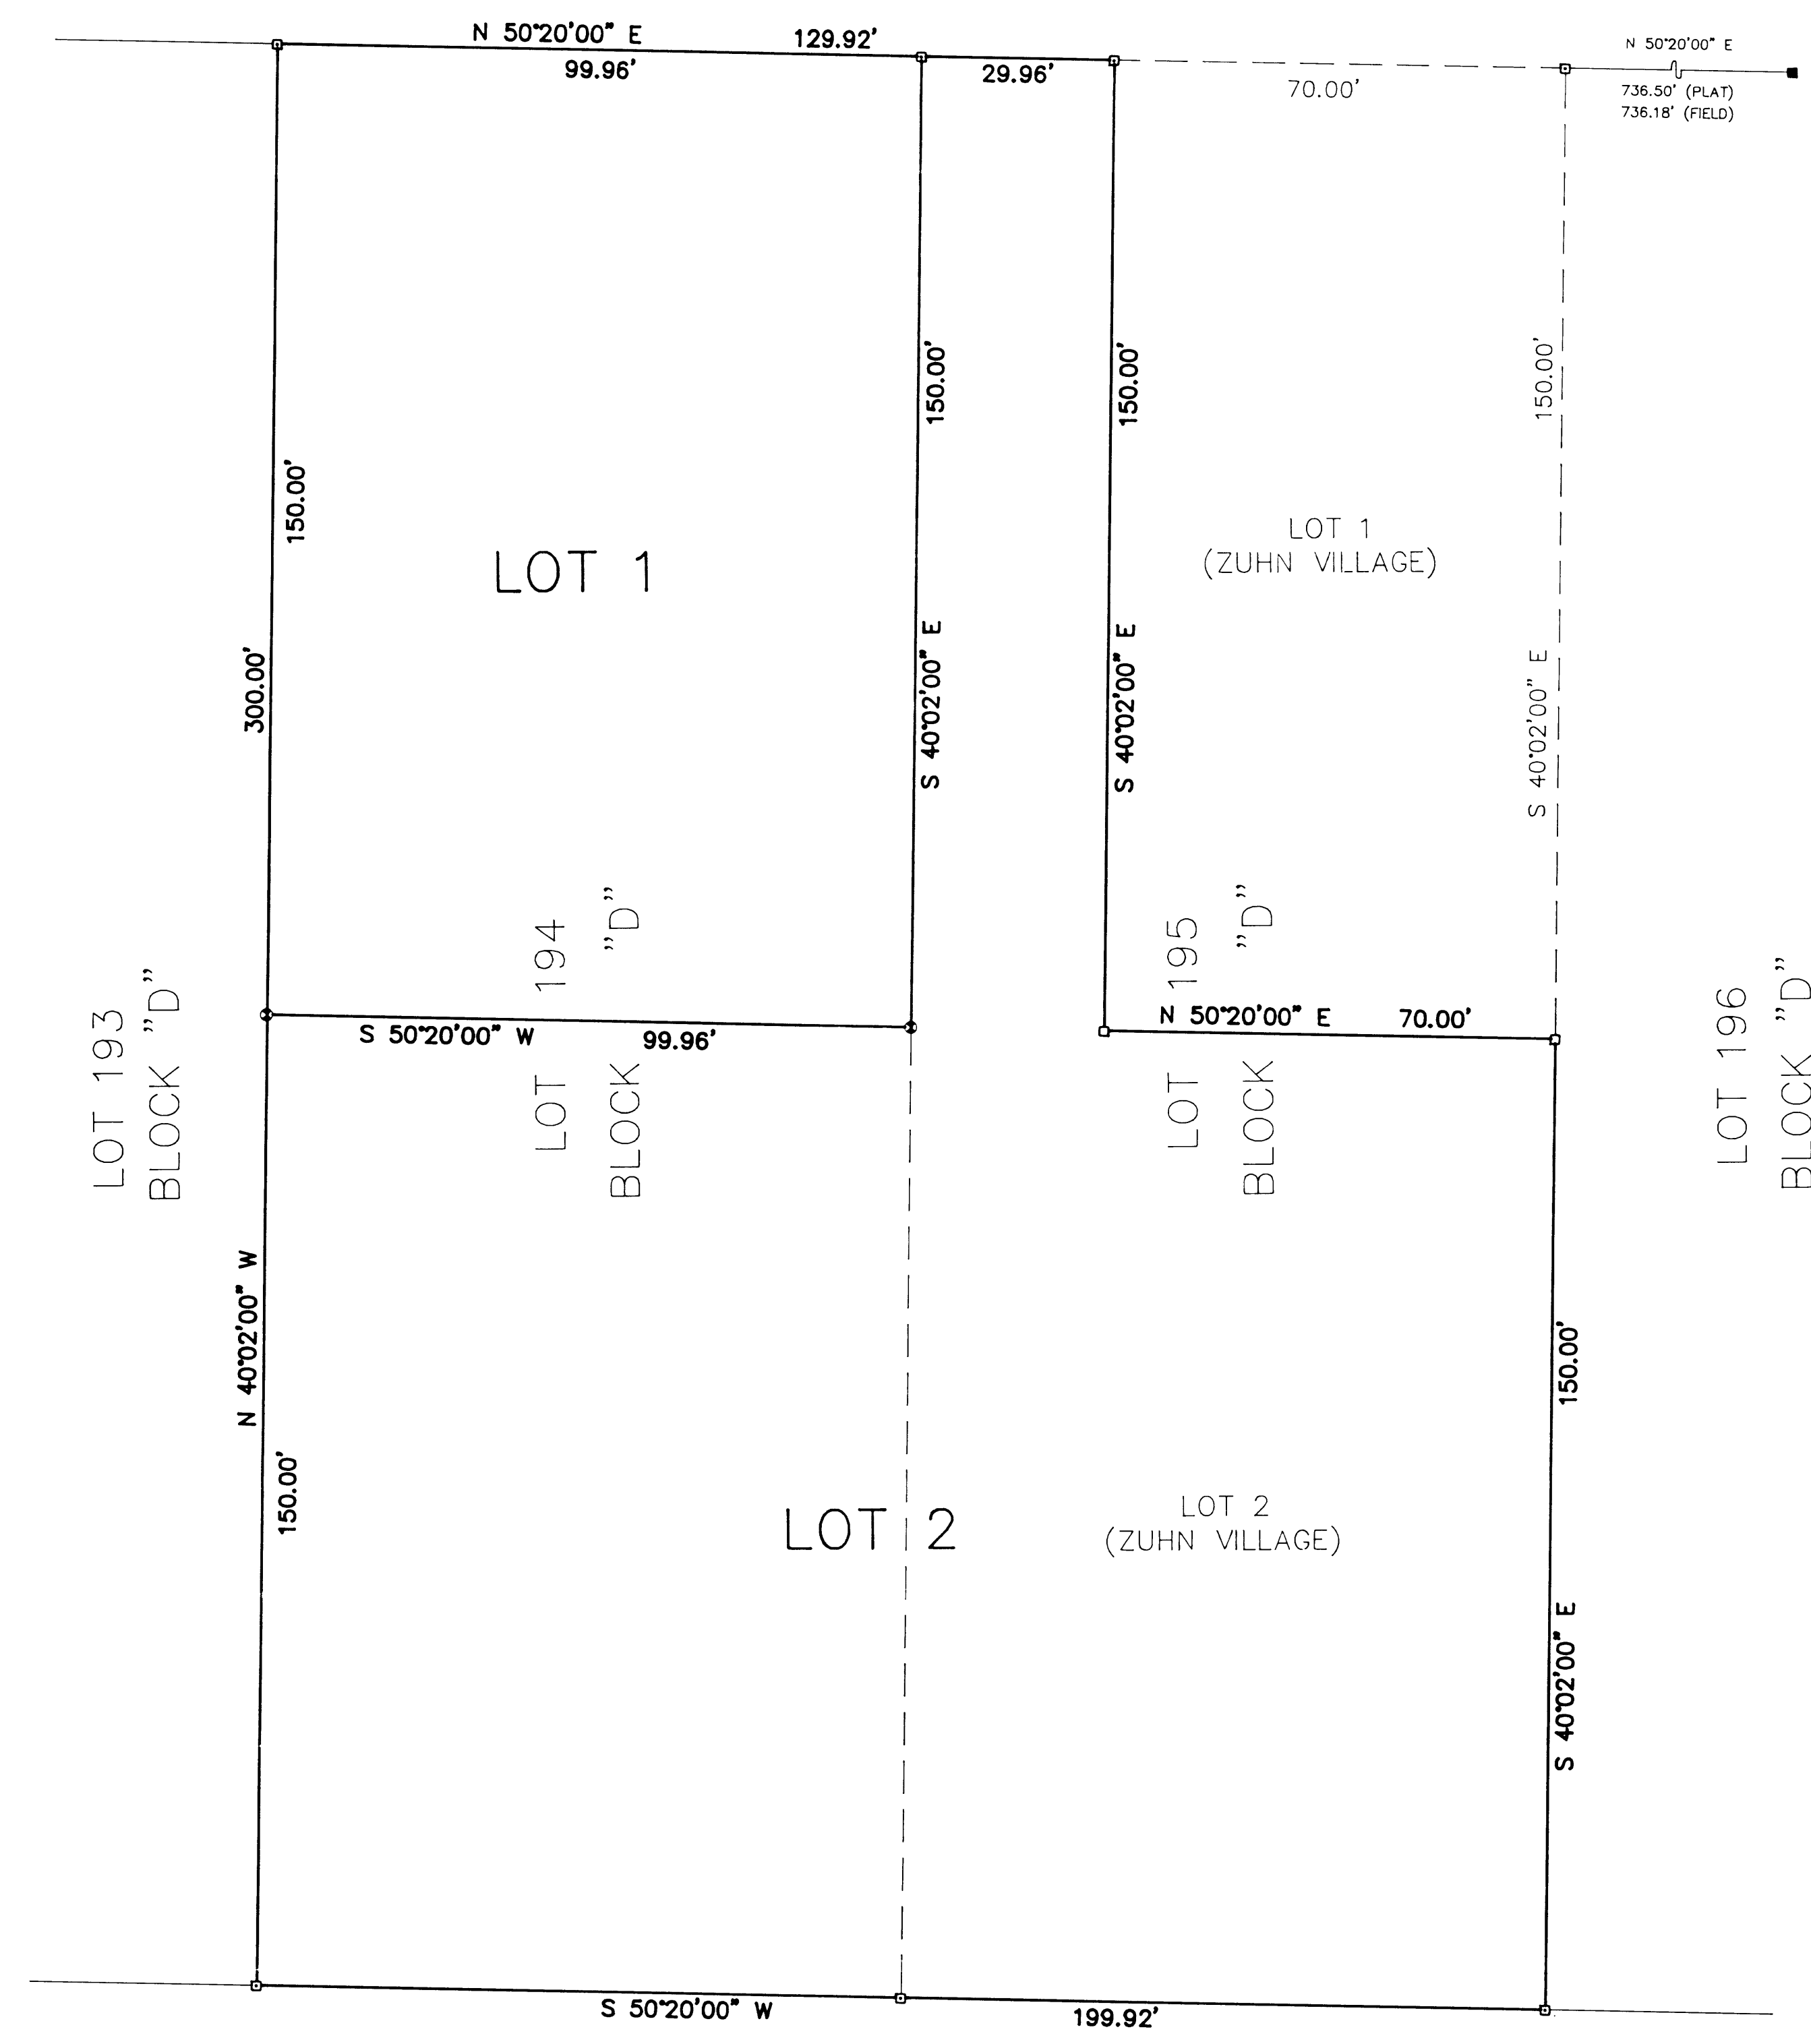 N 50°20'00" E 129.92'
99.96'
29.96'
70.00'
N 50°20'00" E
736.50' (PLAT)
736.18' (FIELD)
150.00'
300.00'
LOT 1
150.00'
S 40°02'00" E
150.00'
S 40°02'00" E
LOT 1
(ZUHN VILLAGE)
150.00'
S 40°02'00" E
LOT 193
BLOCK "D"
LOT 194
BLOCK "D"
S 50°20'00" W 99.96'
LOT 195
BLOCK "D"
N 50°20'00" E 70.00'
LOT 196
BLOCK "D"
N 40°02'00" W
150.00'
LOT 2
LOT 2
(ZUHN VILLAGE)
150.00'
S 40°02'00" E
S 50°20'00" W 199.92'